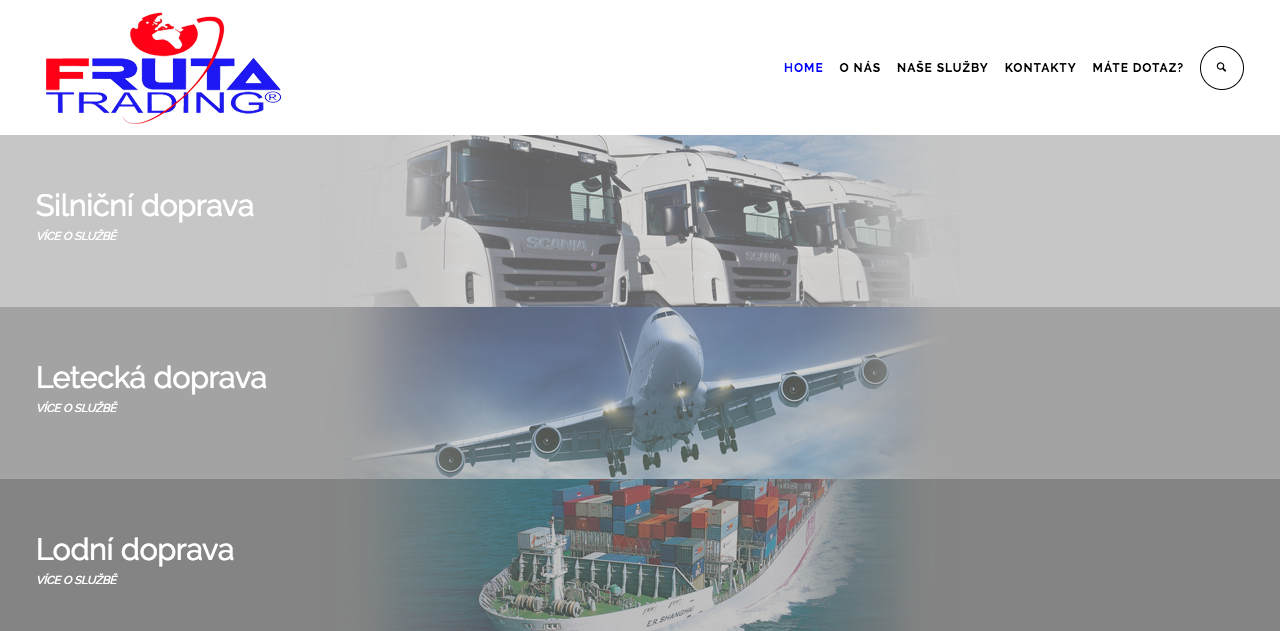 FRUTA
TRADING®
HOME O NÁS NAŠE SLUŽBY KONTAKTY MÁTE DOTAZ?
Silniční doprava
VÍCE O SLUŽBĚ
SCANIA
SCANIA
Letecká doprava
VÍCE O SLUŽBĚ
Lodní doprava
VÍCE O SLUŽBĚ
E.R. SHANGHAI